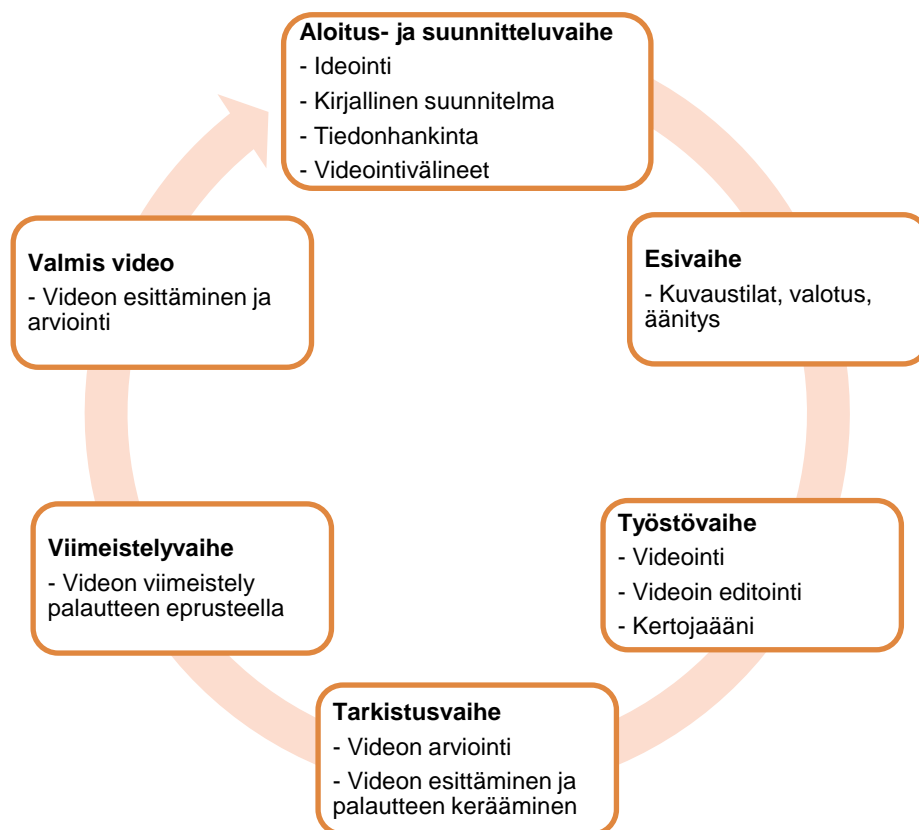 Aloitus- ja suunnitteluvaihe
- Ideointi
- Kirjallinen suunnitelma
- Tiedonhankinta
- Videointivälineet
Esivaihe
- Kuvaustilat, valotus,
äänitys
Työstövaihe
- Videointi
- Videoin editointi
- Kertojaääni
Tarkistusvaihe
- Videon arviointi
- Videon esittäminen ja
palautteen kerääminen
Viimeistelyvaihe
- Videon viimeistely
palautteen eprusteella
Valmis video
- Videon esittäminen ja
arviointi